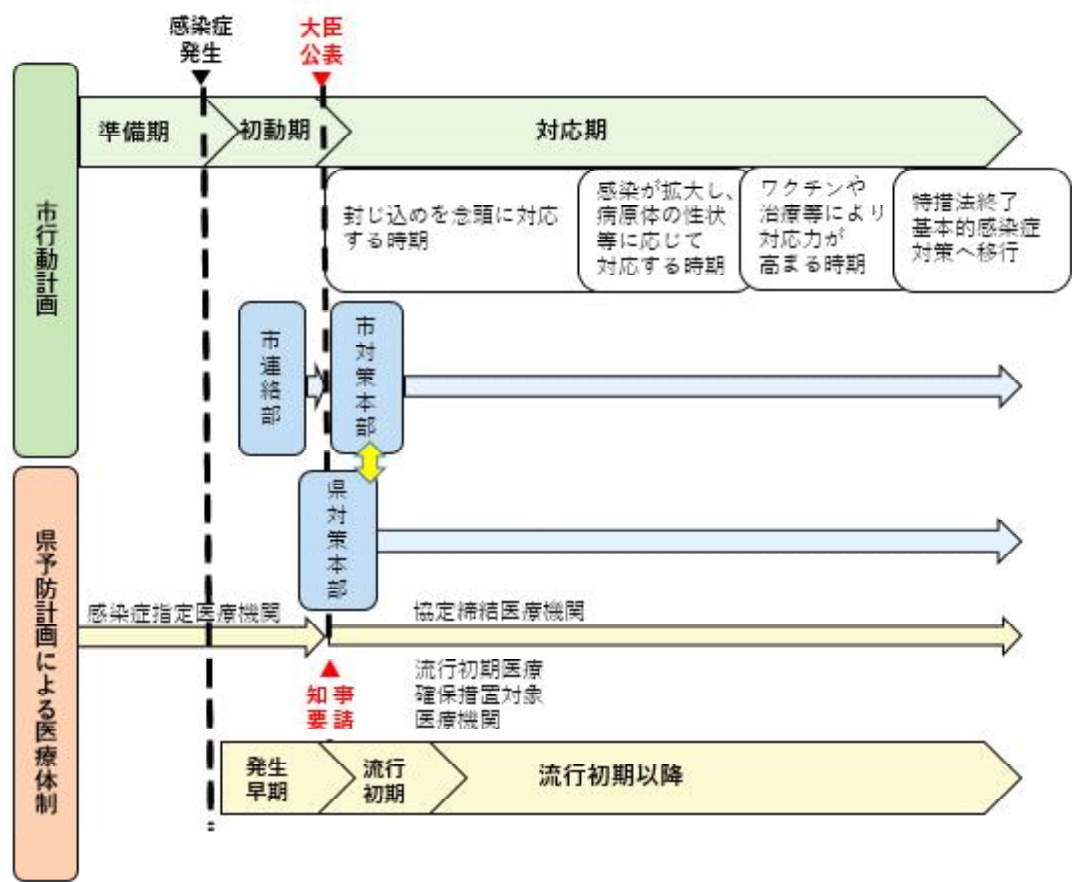 感染症
発生
大臣
公表
市行動計画
準備期
初動期
対応期
封じ込めを念頭に対応
する時期
感染が拡大し、
病原体の性状
等に応じて
対応する時期
ワクチンや
治療等により
対応力が
高まる時期
特措法終了
基本的感染症
対策へ移行
市連絡部
市対策本部
県予防計画による医療体制
県対策本部
感染症指定医療機関
協定締結医療機関
知事
要請
流行初期医療
確保措置対象
医療機関
発生
早期
流行
初期
流行初期以降